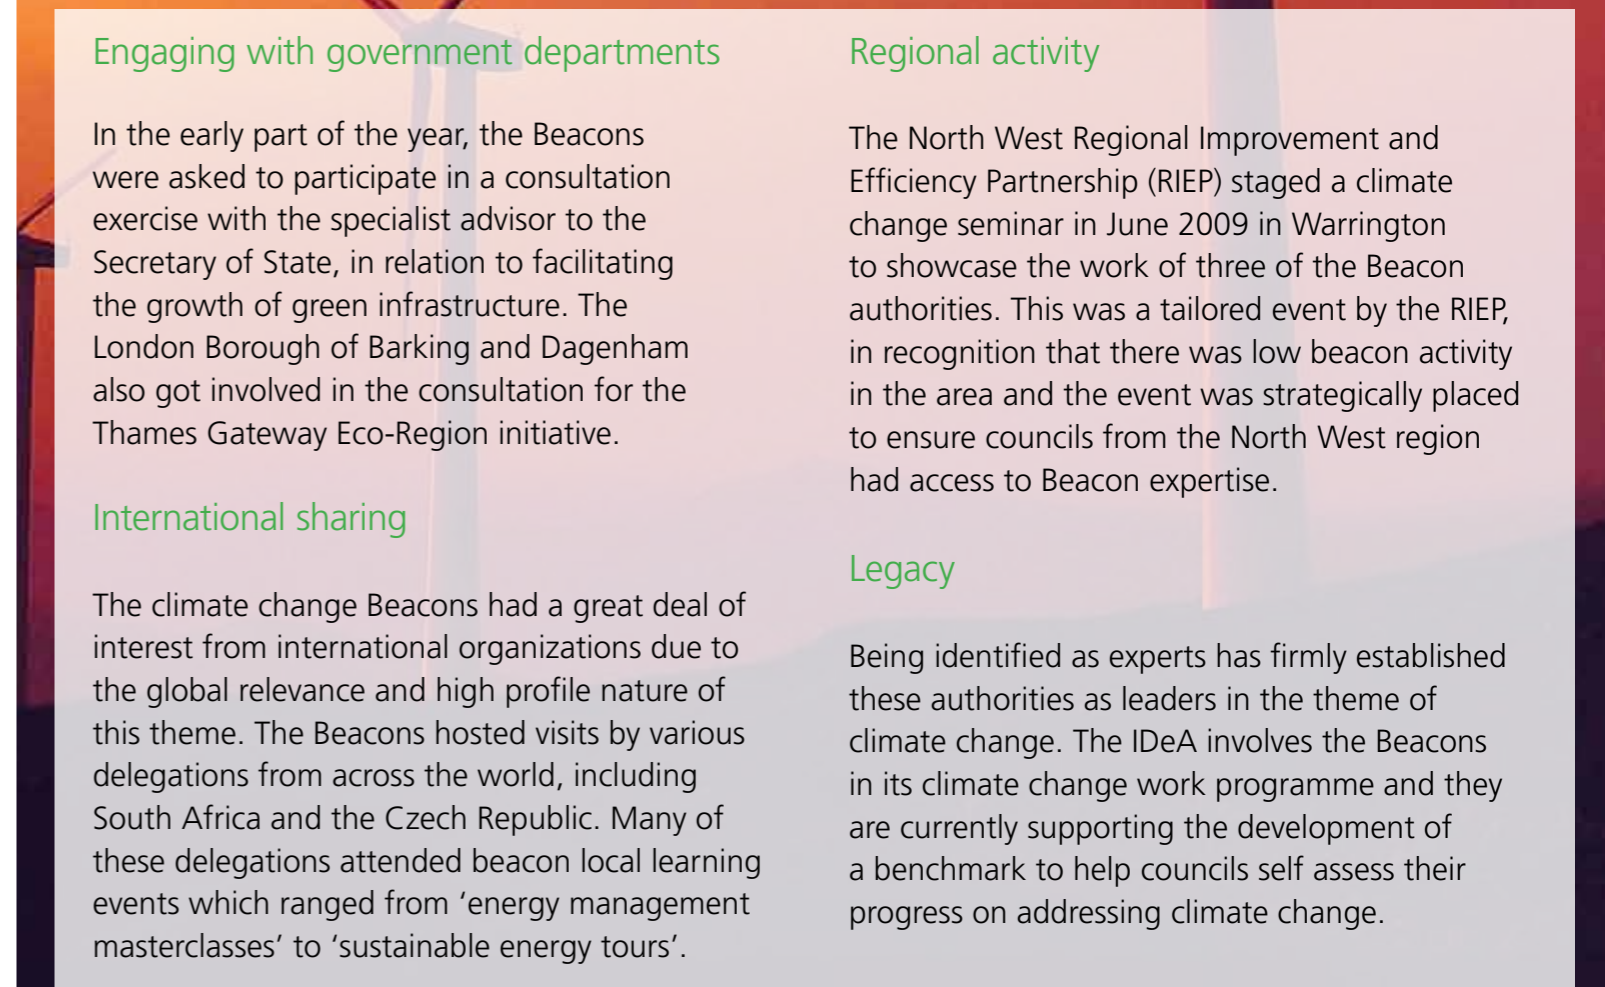 Engaging with government departments
In the early part of the year, the Beacons
were asked to participate in a consultation
exercise with the specialist advisor to the
Secretary of State, in relation to facilitating
the growth of green infrastructure. The
London Borough of Barking and Dagenham
also got involved in the consultation for the
Thames Gateway Eco-Region initiative.
International sharing
The climate change Beacons had a great deal of
interest from international organizations due to
the global relevance and high profile nature of
this theme. The Beacons hosted visits by various
delegations from across the world, including
South Africa and the Czech Republic. Many of
these delegations attended beacon local learning
events which ranged from ‘energy management
masterclasses’ to ‘sustainable energy tours’.
Regional activity
The North West Regional Improvement and
Efficiency Partnership (RIEP) staged a climate
change seminar in June 2009 in Warrington
to showcase the work of three of the Beacon
authorities. This was a tailored event by the RIEP,
in recognition that there was low beacon activity
in the area and the event was strategically placed
to ensure councils from the North West region
had access to Beacon expertise.
Legacy
Being identified as experts has firmly established
these authorities as leaders in the theme of
climate change. The IDeA involves the Beacons
in its climate change work programme and they
are currently supporting the development of
a benchmark to help councils self assess their
progress on addressing climate change.